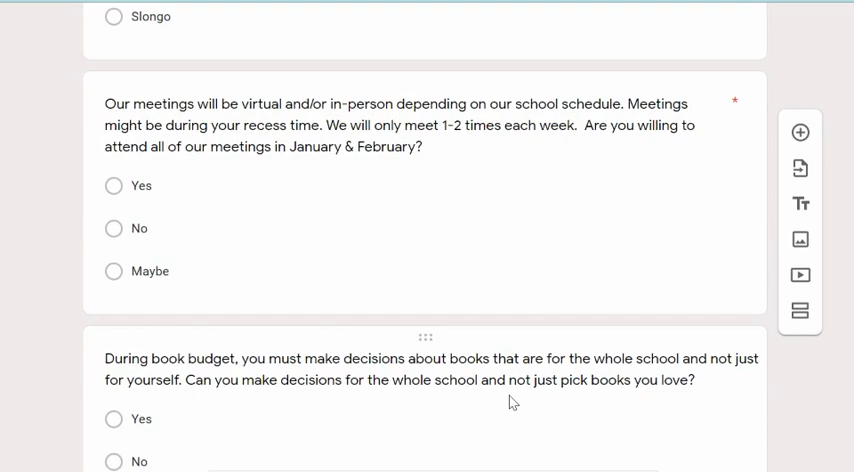 Slongo
Our meetings will be virtual and/or in-person depending on our school schedule. Meetings *
might be during your recess time. We will only meet 1-2 times each week.  Are you willing to
attend all of our meetings in January & February?
Yes
No
Maybe
During book budget, you must make decisions about books that are for the whole school and not just
for yourself. Can you make decisions for the whole school and not just pick books you love?
Yes
No